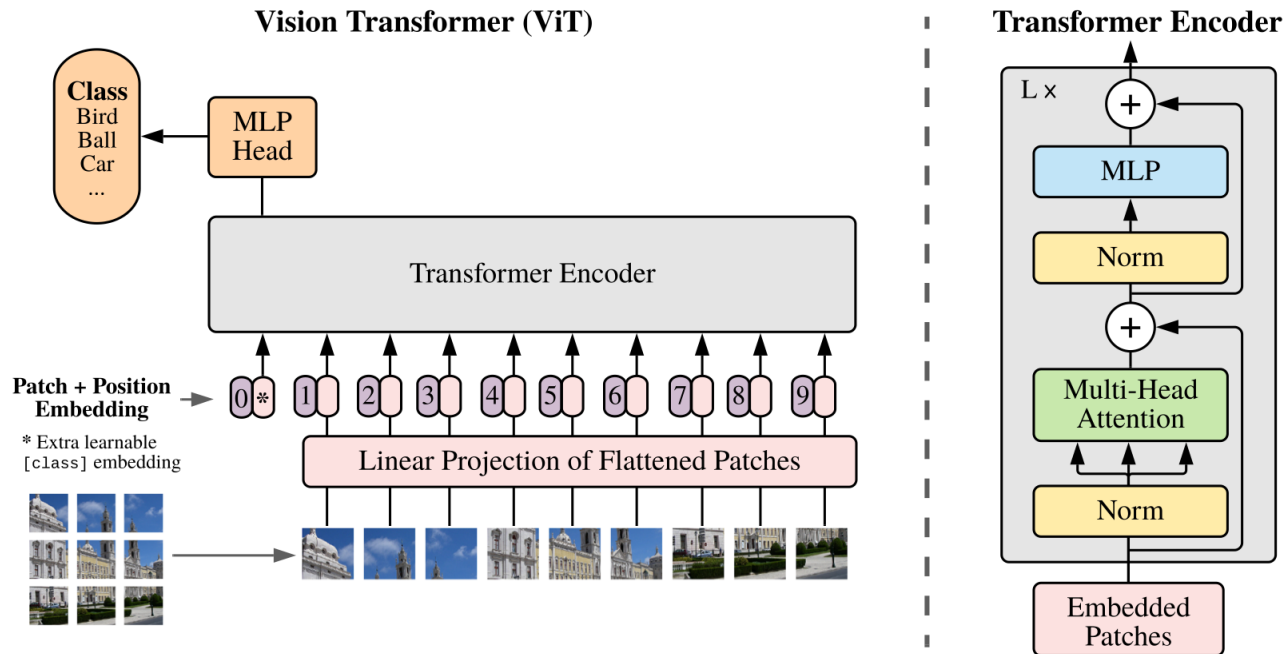 Vision Transformer (ViT)
Class
Bird
Ball
Car
...
MLP
Head
Transformer Encoder
Patch + Position
Embedding
0 * 1 2 3 4 5 6 7 8 9
* Extra learnable
[class] embedding
Linear Projection of Flattened Patches
Transformer Encoder
L ×
+
MLP
Norm
+
Multi-Head
Attention
Norm
Embedded
Patches